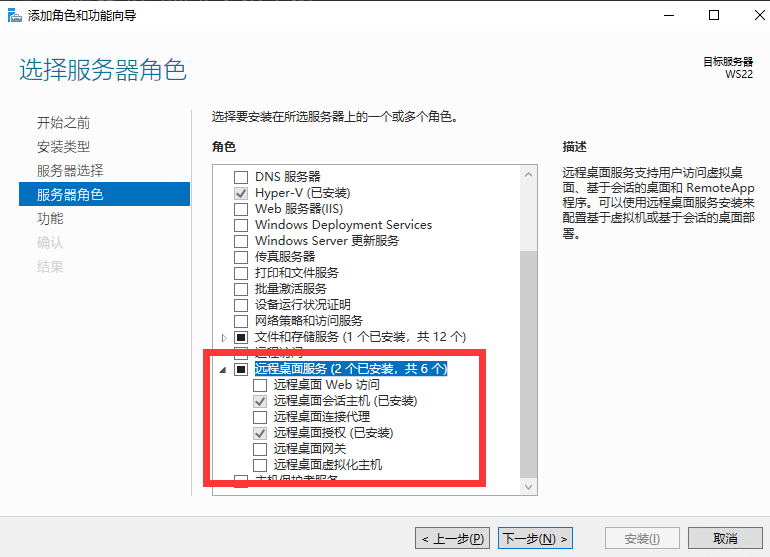 添加角色和功能向导
选择服务器角色
目标服务器
WS22
开始之前
安装类型
服务器选择
服务器角色
功能
确认
结果
选择要安装在所选服务器上的一个或多个角色。
角色
DNS 服务器
Hyper-V (已安装)
Web 服务器(IIS)
Windows Deployment Services
Windows Server 更新服务
传真服务器
打印和文件服务
批量激活服务
设备运行状况证明
网络策略和访问服务
文件和存储服务 (1 个已安装，共 12 个)
远程访问
远程桌面服务 (2 个已安装，共 6 个)
远程桌面 Web 访问
远程桌面会话主机 (已安装)
远程桌面连接代理
远程桌面授权 (已安装)
远程桌面网关
远程桌面虚拟化主机
主机保护者服务
描述
远程桌面服务支持用户访问虚拟桌
面、基于会话的桌面和 RemoteApp
程序。可以使用远程桌面服务安装来
配置基于虚拟机或基于会话的桌面部
署。
< 上一步(P)
下一步(N) >
安装(I)
取消